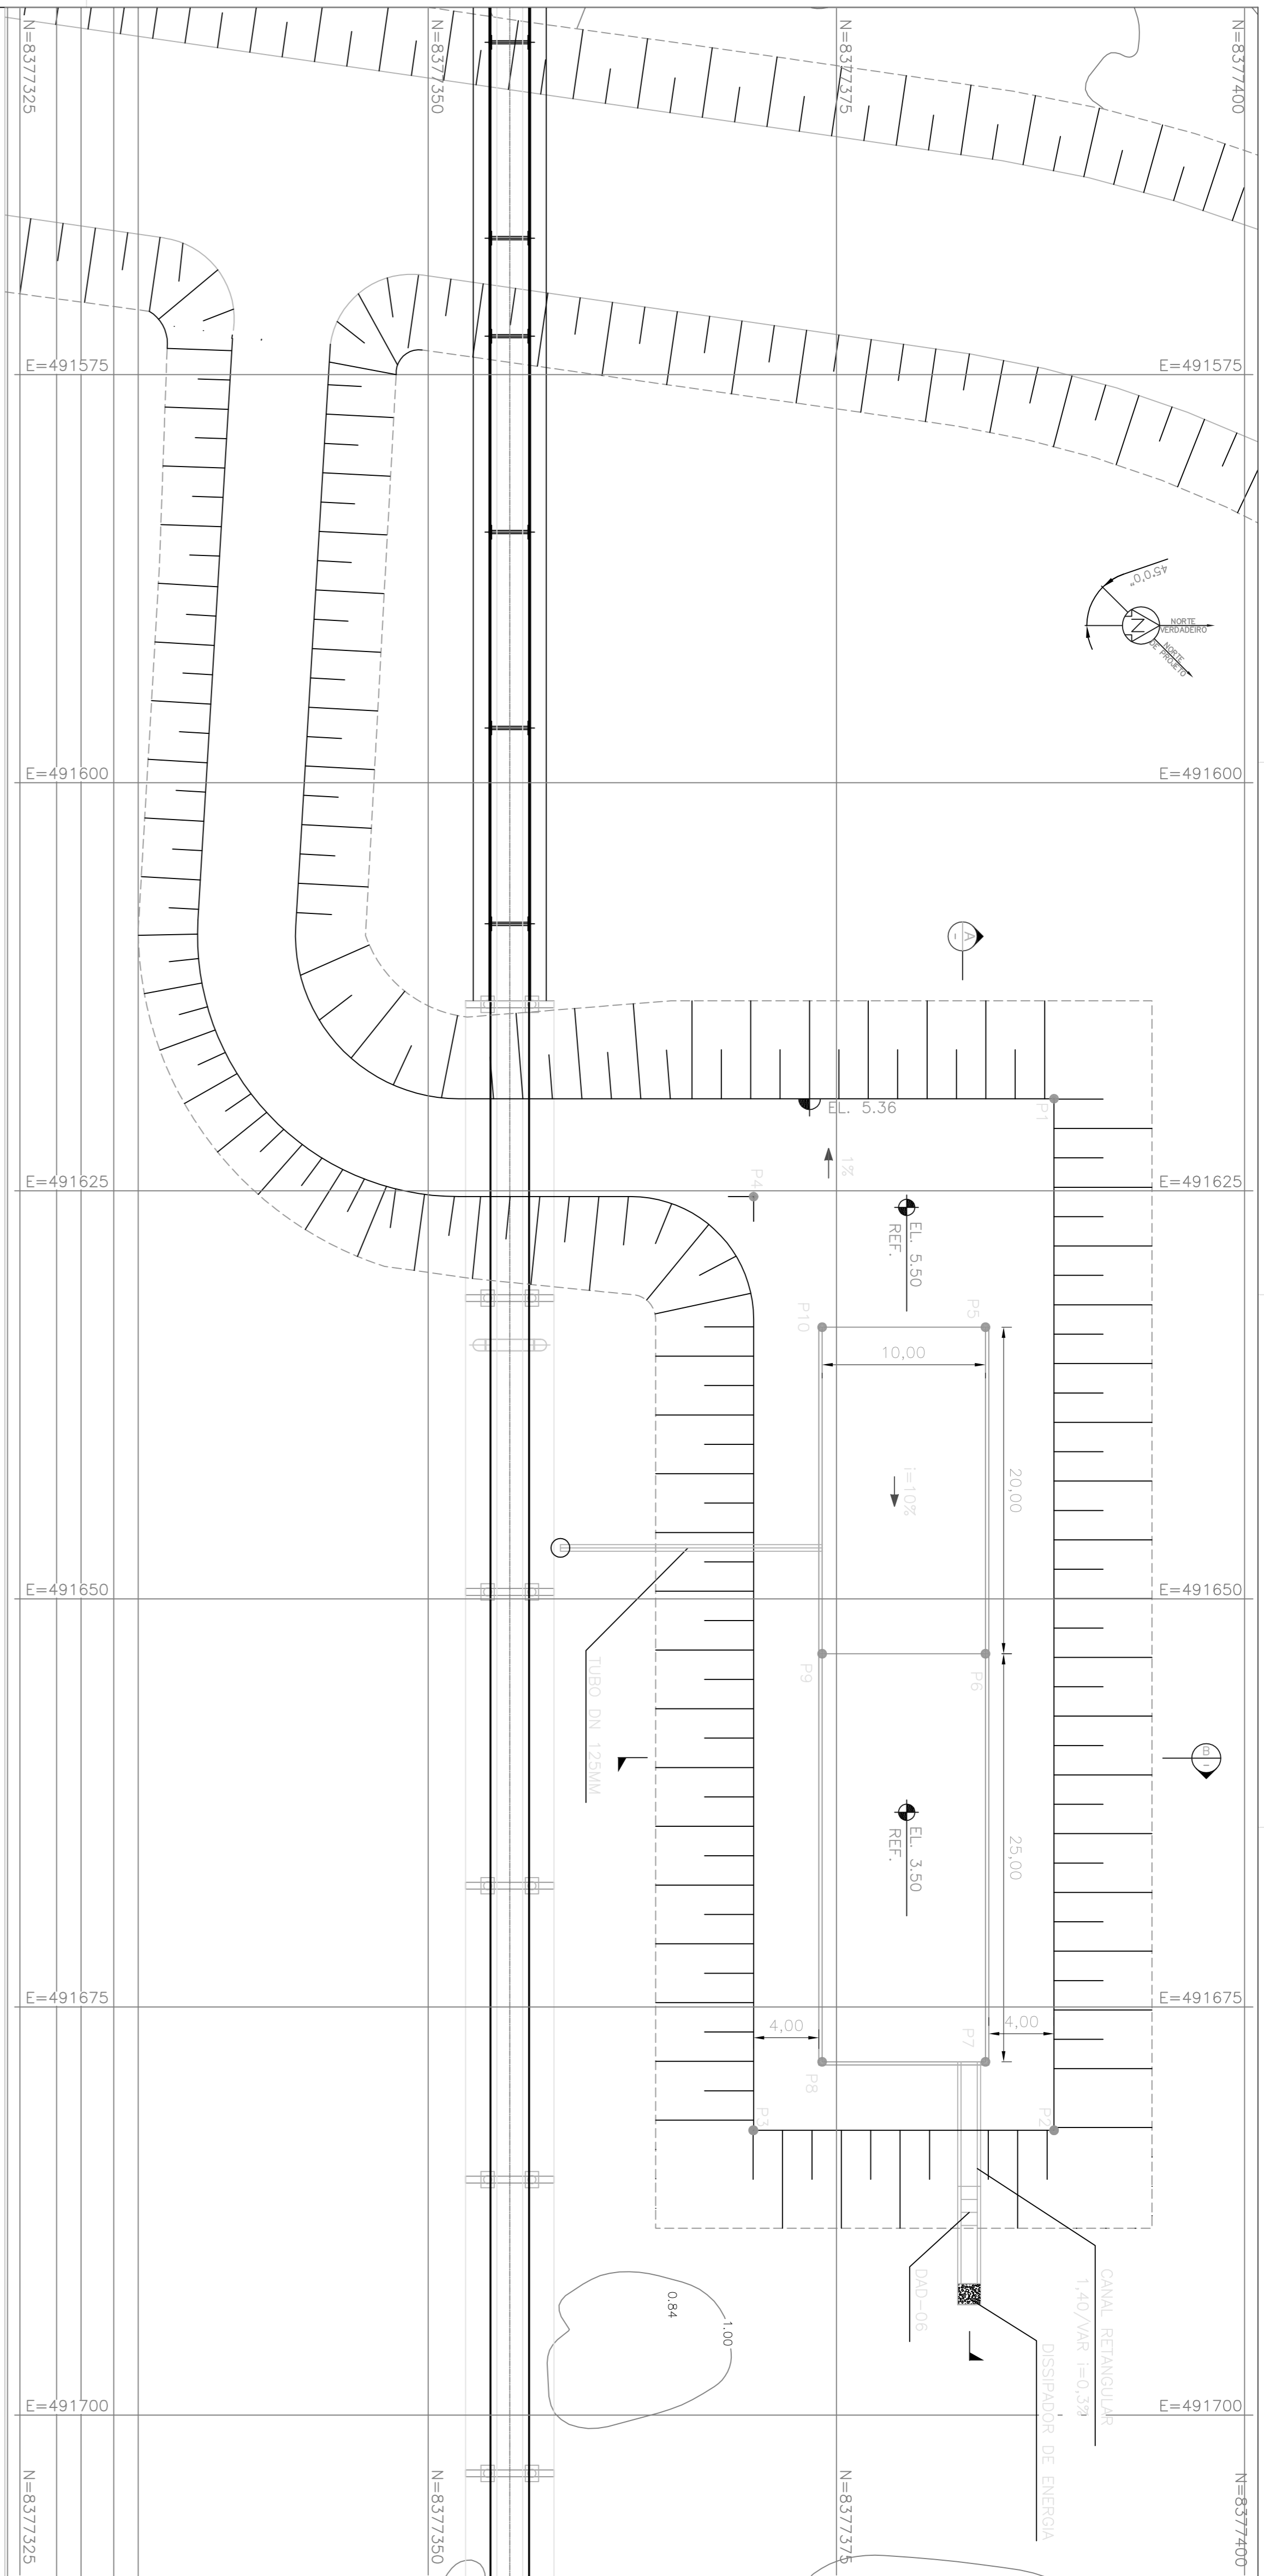 N=8377325
N=8377350
N=8377375
N=8377400
E=491575
E=491575
45°0'0"
N
NORTE
VERDADEIRO
NORTE
DE PROJETO
E=491600
E=491600
A
-
EL. 5.36
P1
1%
P4
E=491625
E=491625
EL. 5.50
REF.
P10
P5
10,00
20,00
i=10%
E=491650
E=491650
P9
P6
TUBO DN 125MM
B
-
EL. 3.50
REF.
25,00
E=491675
E=491675
4,00
4,00
P7
P8
P3
P2
CANAL RETANGULAR
1,40/VAR i=0,3%
DAD-06
DISSIPADOR DE ENERGIA
0.84
1.00
E=491700
E=491700
N=8377325
N=8377350
N=8377375
N=8377400